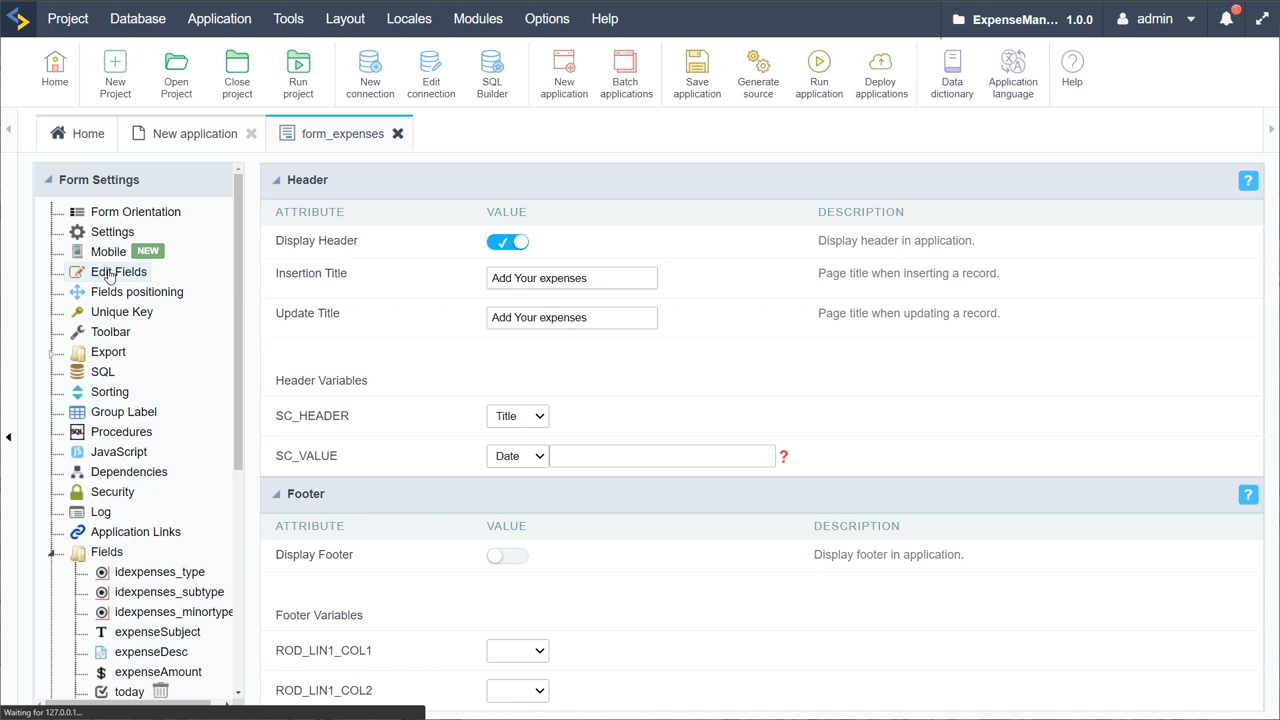 Project Database Application Tools Layout Locales Modules Options Help ExpenseMan... 1.0.0 admin
Home New Project Open Project Close project Run project New connection Edit connection SQL Builder New application Batch applications Save application Generate source Run application Deploy applications Data dictionary Application language Help
Home New application form_expenses
Form Settings
Form Orientation
Settings
Mobile NEW
Edit Fields
Fields positioning
Unique Key
Toolbar
Export
SQL
Sorting
Group Label
Procedures
JavaScript
Dependencies
Security
Log
Application Links
Fields
idexpenses_type
idexpenses_subtype
idexpenses_minortype
expenseSubject
expenseDesc
expenseAmount
today
Header ?
ATTRIBUTE VALUE DESCRIPTION
Display Header Display header in application.
Insertion Title Add Your expenses Page title when inserting a record.
Update Title Add Your expenses Page title when updating a record.
Header Variables
SC_HEADER Title
SC_VALUE Date ?
Footer ?
ATTRIBUTE VALUE DESCRIPTION
Display Footer Display footer in application.
Footer Variables
ROD_LIN1_COL1
ROD_LIN1_COL2
Waiting for 127.0.0.1...